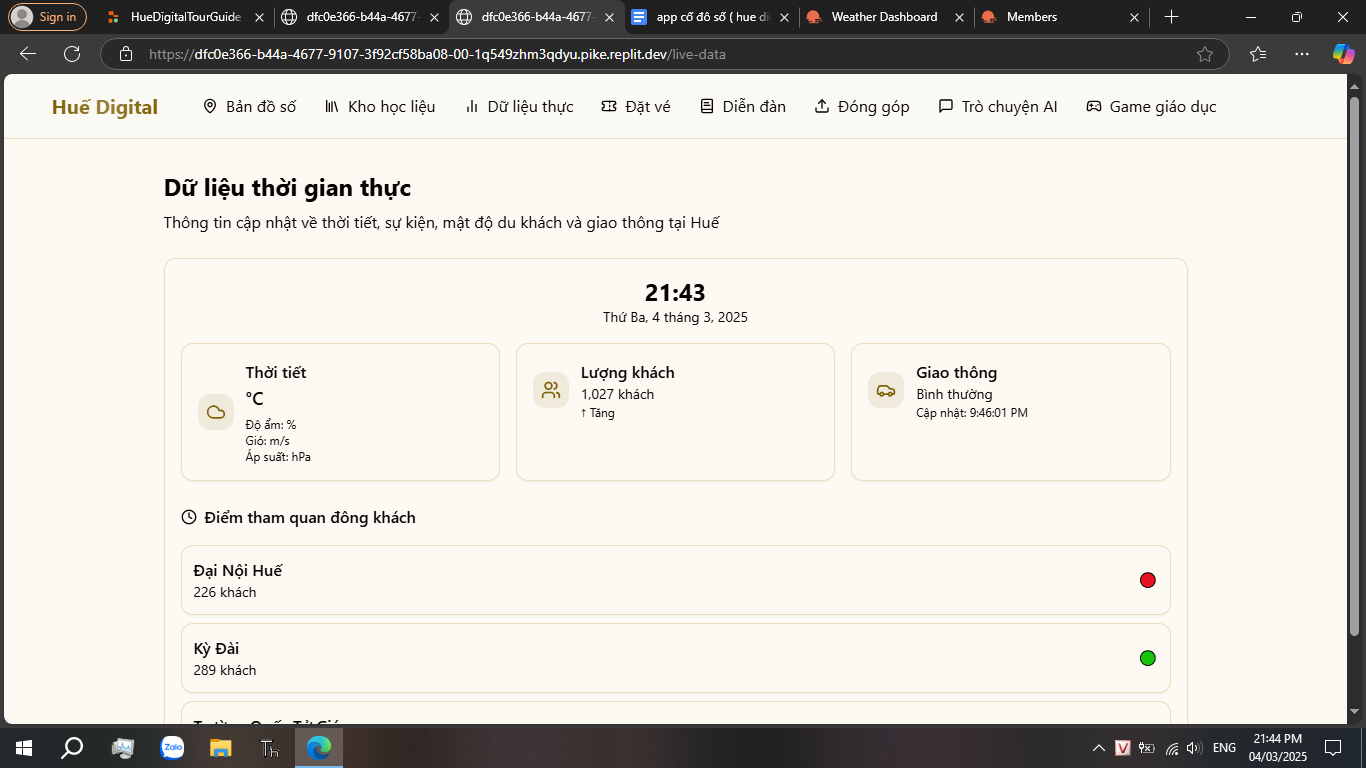 Sign in
HueDigitalTourGuide
dfc0e366-b44a-4677-
dfc0e366-b44a-4677-
app cố đô số ( hue di
Weather Dashboard
Members
https://dfc0e366-b44a-4677-9107-3f92cf58ba08-00-1q549zhm3qdyu.pike.replit.dev/live-data
Huế Digital
Bản đồ số
Kho học liệu
Dữ liệu thực
Đặt vé
Diễn đàn
Đóng góp
Trò chuyện AI
Game giáo dục
Dữ liệu thời gian thực
Thông tin cập nhật về thời tiết, sự kiện, mật độ du khách và giao thông tại Huế
21:43
Thứ Ba, 4 tháng 3, 2025
Thời tiết
°C
Độ ẩm: %
Gió: m/s
Áp suất: hPa
Lượng khách
1,027 khách
↑ Tăng
Giao thông
Bình thường
Cập nhật: 9:46:01 PM
Điểm tham quan đông khách
Đại Nội Huế
226 khách
Kỳ Đài
289 khách
Zalo
Th
V
ENG
21:44 PM
04/03/2025